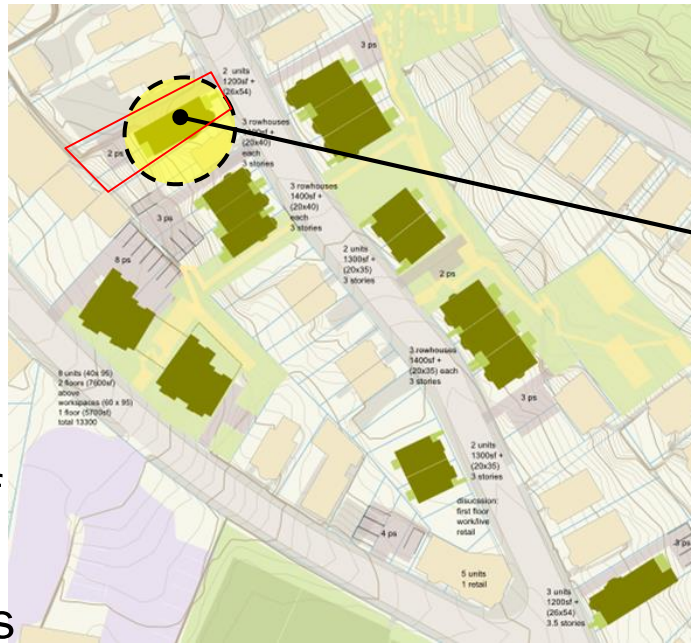 3 ps
2 units
1200sf +
(26x54)
3 rowhouses
each
3 stories
2 ps
3 rowhouses
1400sf +
(20x40)
each
3 stories
3 ps
8 ps
2 units
1300sf +
(20x35)
3 stories
2 ps
8 units (40x 95)
2 floors (7600sf)
above
workspaces (60 x 95)
1 floor (5700sf)
total 13300
3 rowhouses
1400sf +
(20x35) each
3 stories
3 ps
2 units
1300sf +
(20x35)
3 stories
disucssion:
first floor
work/live
retail
4 ps
3 ps
5 units
1 retail
3 units
1200sf +
(26x54)
3.5 stories
s